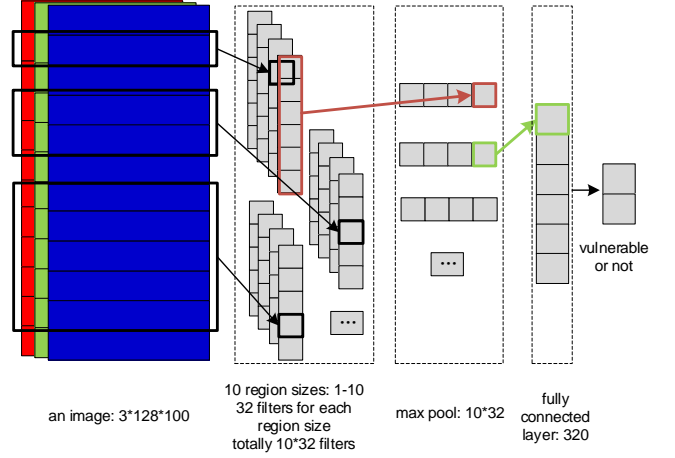 ...
...
vulnerable
or not
an image: 3*128*100
10 region sizes: 1-10
32 filters for each
region size
totally 10*32 filters
max pool: 10*32
fully
connected
layer: 320